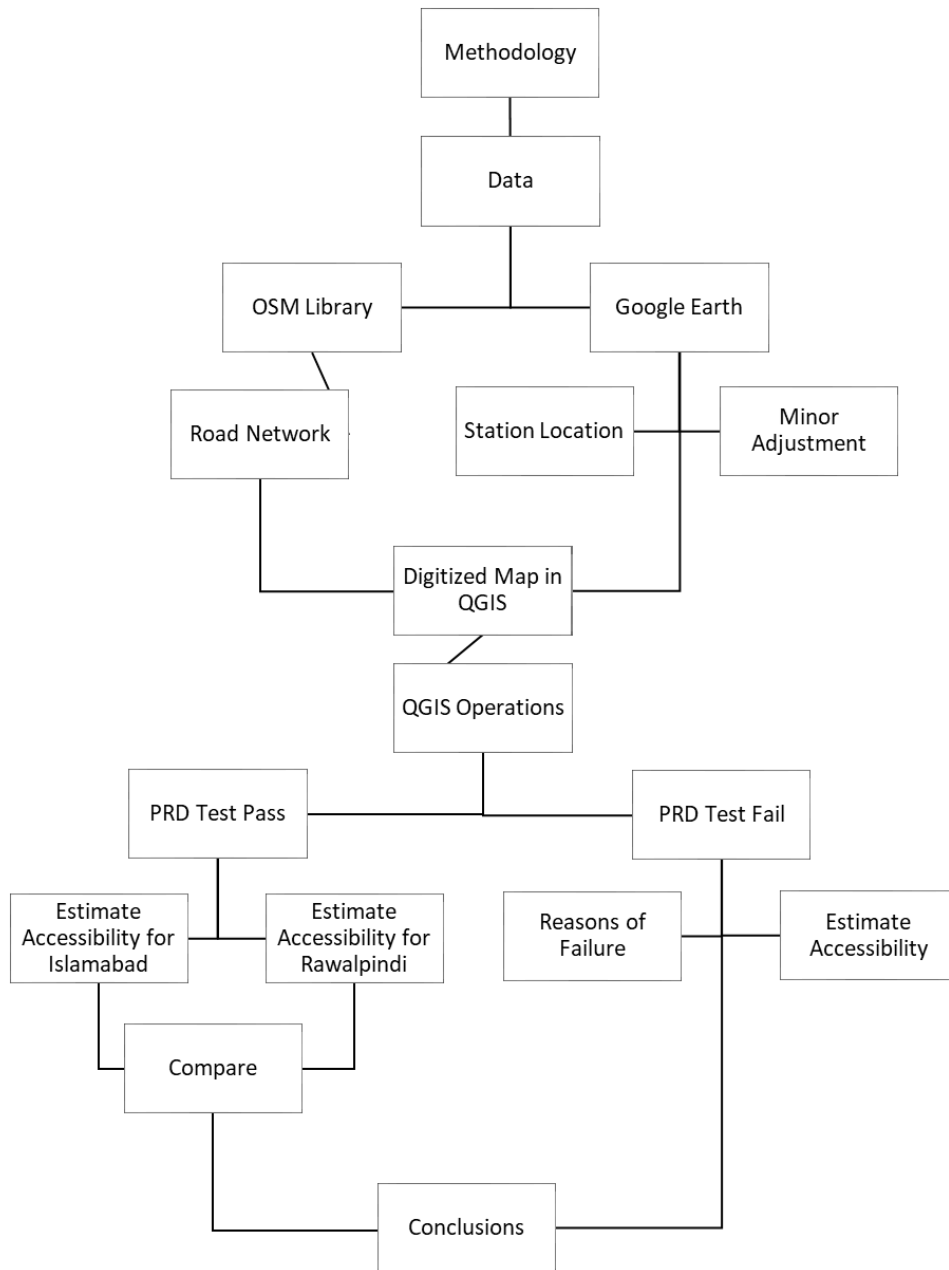 Methodology
Data
OSM Library
Google Earth
Road Network
Station Location
Minor
Adjustment
Digitized Map in
QGIS
QGIS Operations
PRD Test Pass
PRD Test Fail
Estimate
Accessibility for
Islamabad
Estimate
Accessibility for
Rawalpindi
Reasons of
Failure
Estimate
Accessibility
Compare
Conclusions